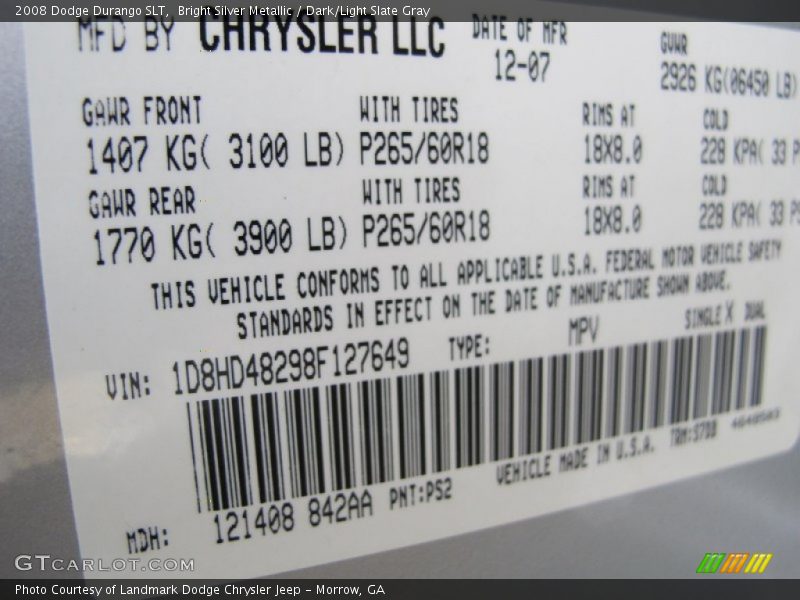 2008 Dodge Durango SLT, Bright Silver Metallic / Dark/Light Slate Gray
MFD BY CHRYSLER LLC DATE OF MFR GVWR
12-07 2926 KG(06450 LB)
GAWR FRONT WITH TIRES RIMS AT COLD
1407 KG( 3100 LB) P265/60R18 18X8.0 228 KPA( 33 P
GAWR REAR WITH TIRES RIMS AT COLD
1770 KG( 3900 LB) P265/60R18 18X8.0 228 KPA( 33 PS
THIS VEHICLE CONFORMS TO ALL APPLICABLE U.S.A. FEDERAL MOTOR VEHICLE SAFETY
STANDARDS IN EFFECT ON THE DATE OF MANUFACTURE SHOWN ABOVE.
VIN: 1D8HD48298F127649 TYPE: MPV SINGLE X DUAL
VEHICLE MADE IN U.S.A. TRM:S7D8
MDH: 121408 842AA PNT:PS2
GTCARLOT.COM
Photo Courtesy of Landmark Dodge Chrysler Jeep – Morrow, GA